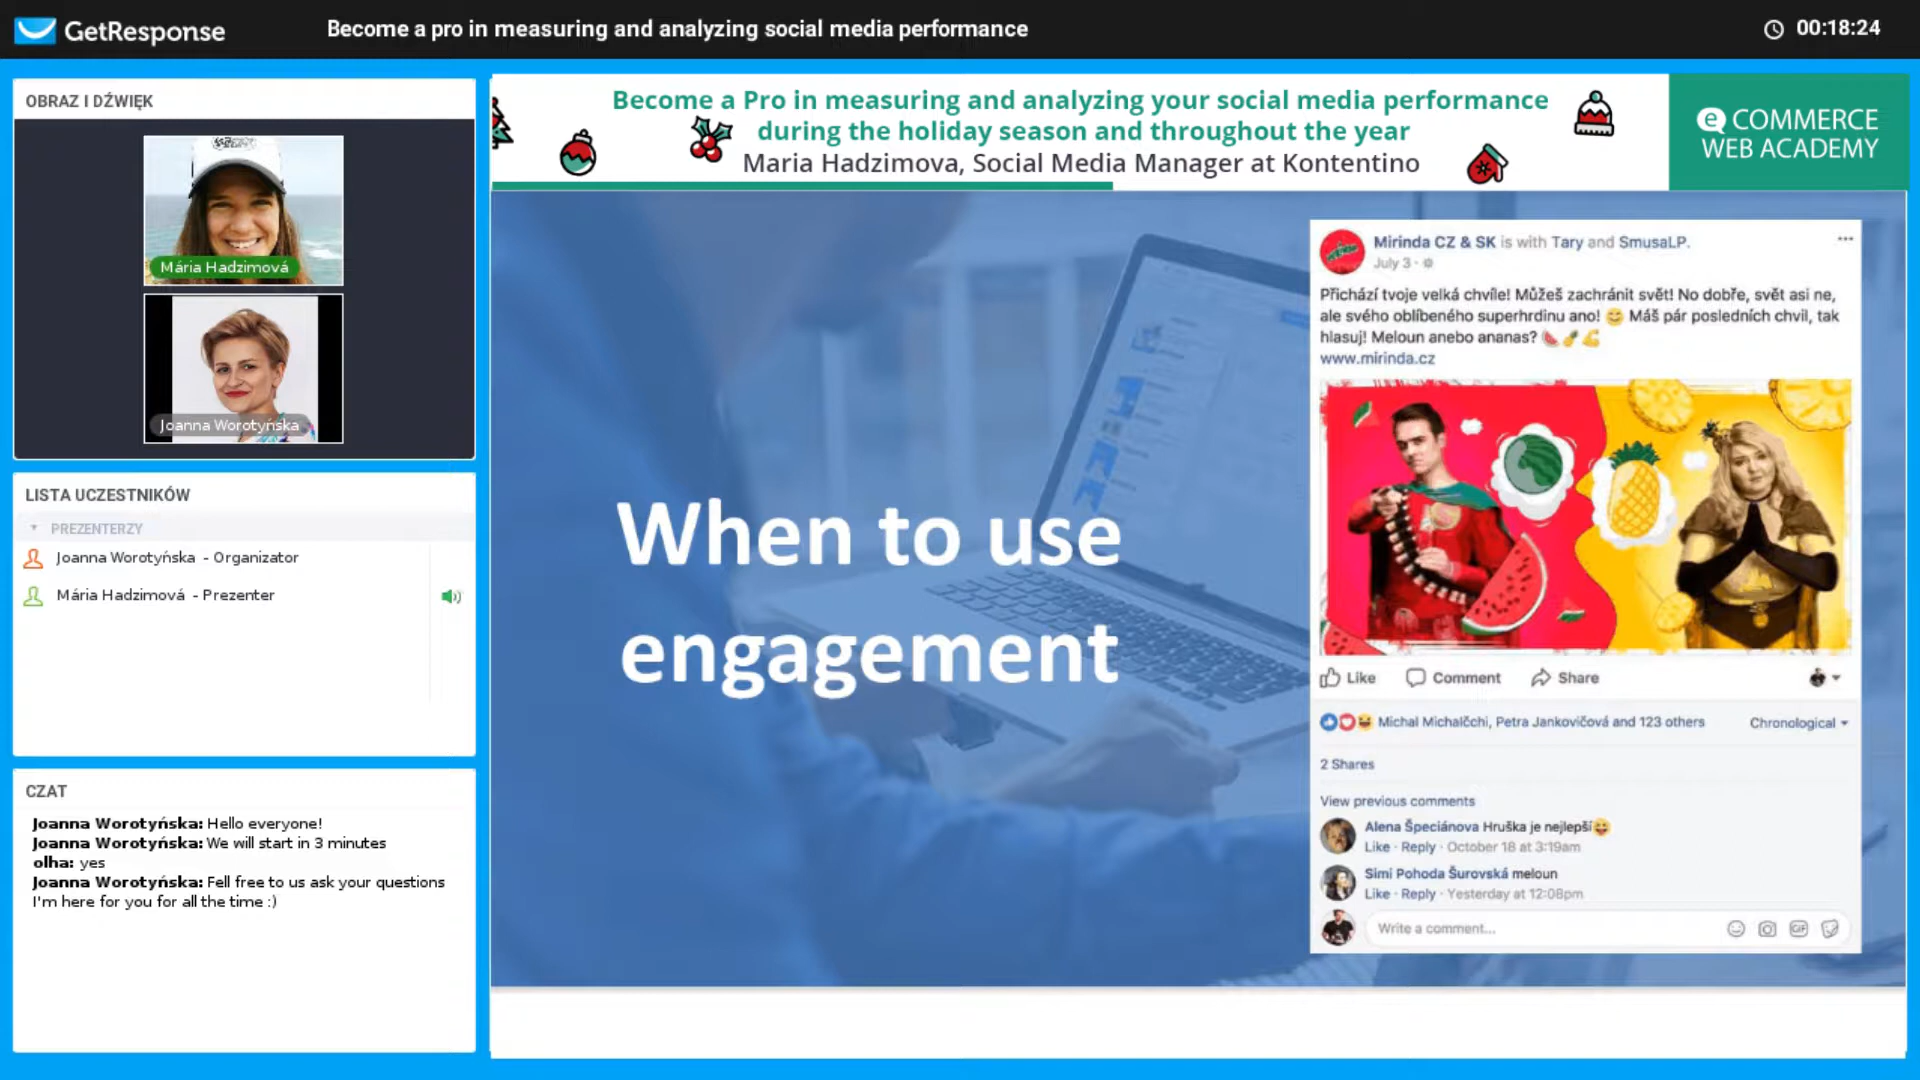 GetResponse
Become a pro in measuring and analyzing social media performance
00:18:24
OBRAZ I DŹWIĘK
Mária Hadzimová
Joanna Worotyńska
LISTA UCZESTNIKÓW
PREZENTERZY
Joanna Worotyńska - Organizator
Mária Hadzimová - Prezenter
CZAT
Joanna Worotyńska: Hello everyone!
Joanna Worotyńska: We will start in 3 minutes
olha: yes
Joanna Worotyńska: Fell free to us ask your questions
I'm here for you for all the time :)
Become a Pro in measuring and analyzing your social media performance
during the holiday season and throughout the year
Maria Hadzimova, Social Media Manager at Kontentino
e COMMERCE
WEB ACADEMY
When to use
engagement
Mirinda CZ & SK is with Tary and SmusaLP.
July 3
Přichází tvoje velká chvíle! Můžeš zachránit svět! No dobře, svět asi ne,
ale svého oblíbeného superhrdinu ano! 😊 Máš pár posledních chvil, tak
hlasuj! Meloun anebo ananas? 🍉🍍💪
www.mirinda.cz
Like Comment Share
Michal Michalčchi, Petra Jankovičová and 123 others
Chronological
2 Shares
View previous comments
Alena Špeciánova Hruška je nejlepší😜
Like · Reply · October 18 at 3:19am
Simi Pohoda Šurovská meloun
Like · Reply · Yesterday at 12:08pm
Write a comment...
GIF